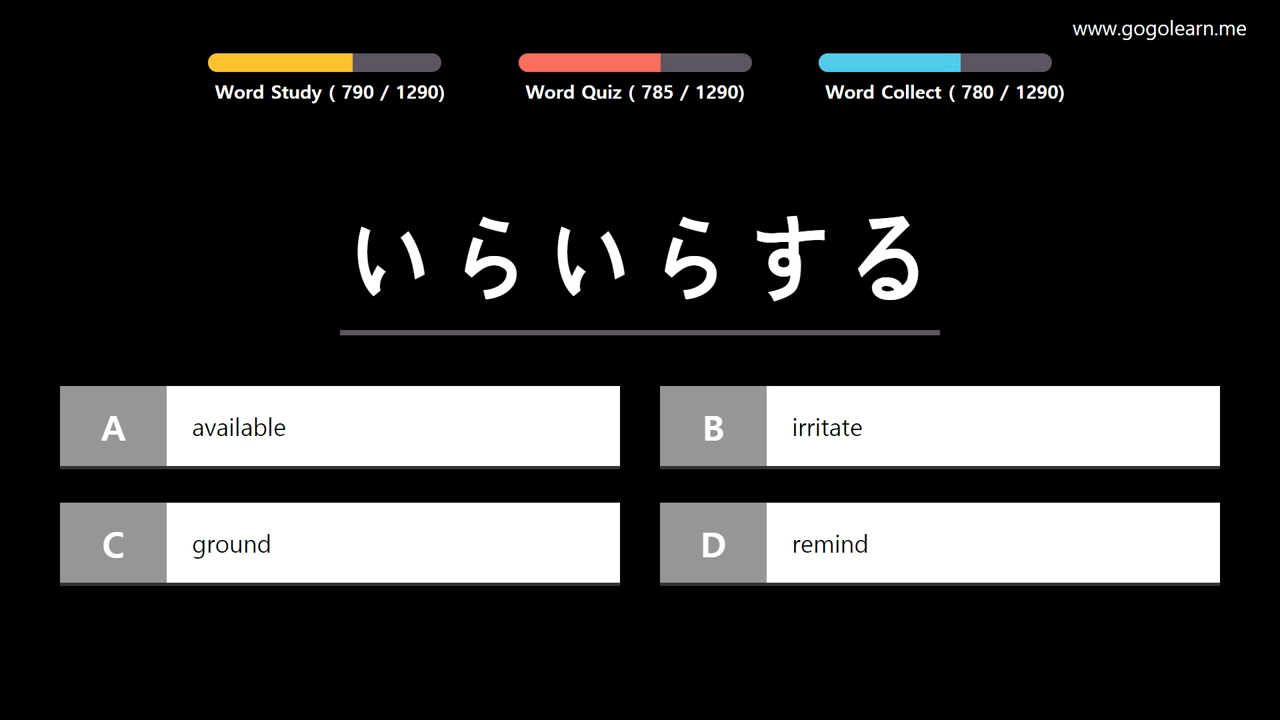 www.gogolearn.me
Word Study ( 790 / 1290)
Word Quiz ( 785 / 1290)
Word Collect ( 780 / 1290)
いらいらする
A available
B irritate
C ground
D remind